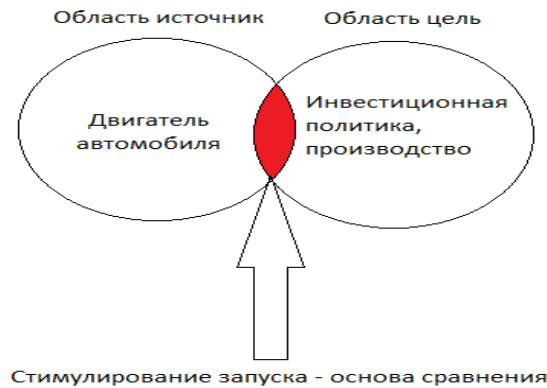 Область источник
Область цель
Двигатель
автомобиля
Инвестиционная
политика,
производство
Стимулирование запуска - основа сравнения